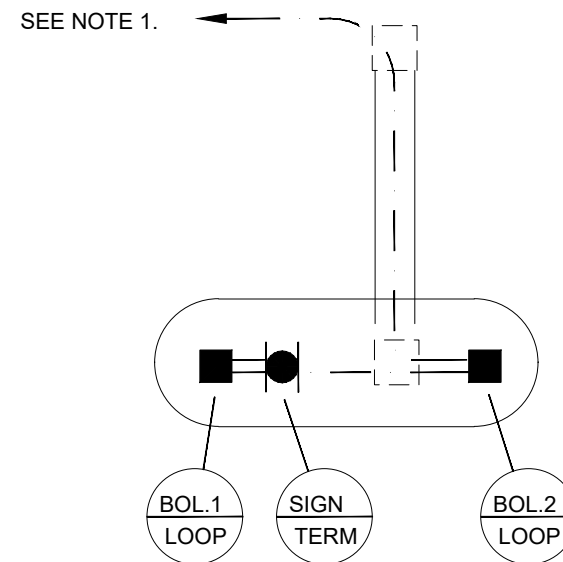 SEE NOTE 1.
BOL.1
LOOP
SIGN
TERM
BOL.2
LOOP